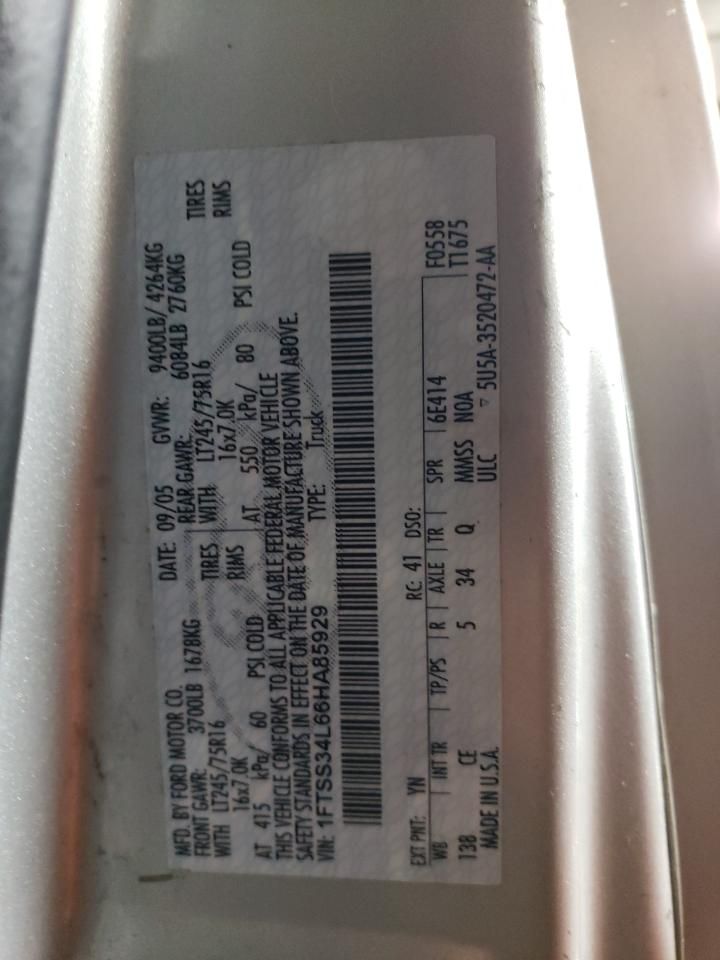 MFD. BY FORD MOTOR CO. DATE: 09/05 GVWR: 9400LB/ 4264KG
FRONT GAWR: 3700LB 1678KG REAR GAWR: 6084LB 2760KG
WITH LT245/75R16 TIRES WITH LT245/75R16 TIRES
16x7.0K RIMS 16x7.0K RIMS
AT 415 kPa/ 60 PSI COLD AT 550 kPa/ 80 PSI COLD
THIS VEHICLE CONFORMS TO ALL APPLICABLE FEDERAL MOTOR VEHICLE
SAFETY STANDARDS IN EFFECT ON THE DATE OF MANUFACTURE SHOWN ABOVE.
VIN: 1FTSS34L66HA85929 TYPE: Truck
EXT PNT: YN RC: 41 DSO: F0558
WB INT TR TP/PS R AXLE TR SPR 6E414 T1675
138 CE 5 34 Q MMSS NOA
MADE IN U.S.A. ULC ▽ 5U5A-3520472-AA